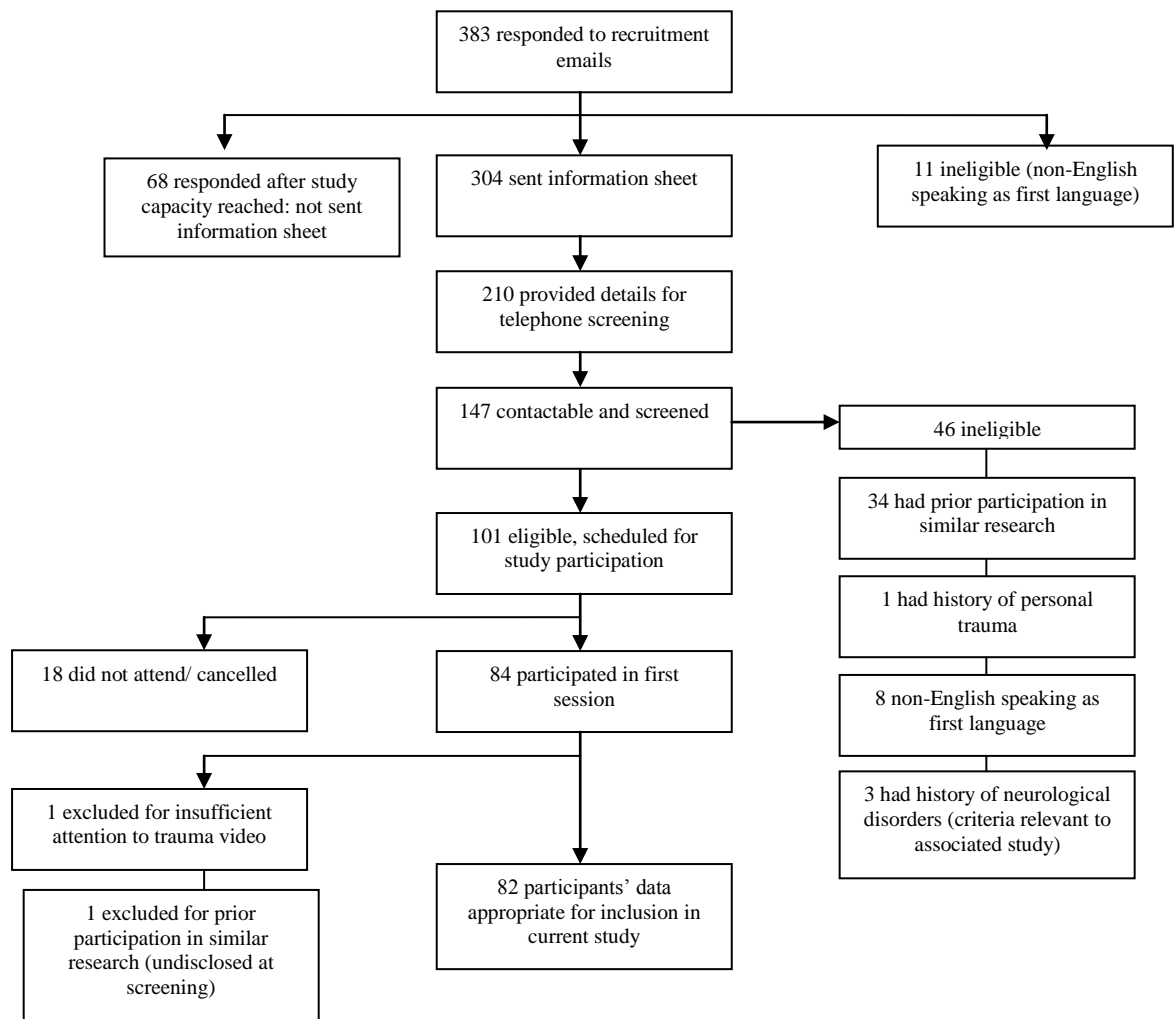 383 responded to recruitment
emails
68 responded after study
capacity reached: not sent
information sheet
304 sent information sheet
11 ineligible (non-English
speaking as first language)
210 provided details for
telephone screening
147 contactable and screened
46 ineligible
34 had prior participation in
similar research
101 eligible, scheduled for
study participation
1 had history of personal
trauma
18 did not attend/ cancelled
84 participated in first
session
8 non-English speaking as
first language
1 excluded for insufficient
attention to trauma video
3 had history of neurological
disorders (criteria relevant to
associated study)
82 participants’ data
appropriate for inclusion in
current study
1 excluded for prior
participation in similar
research (undisclosed at
screening)